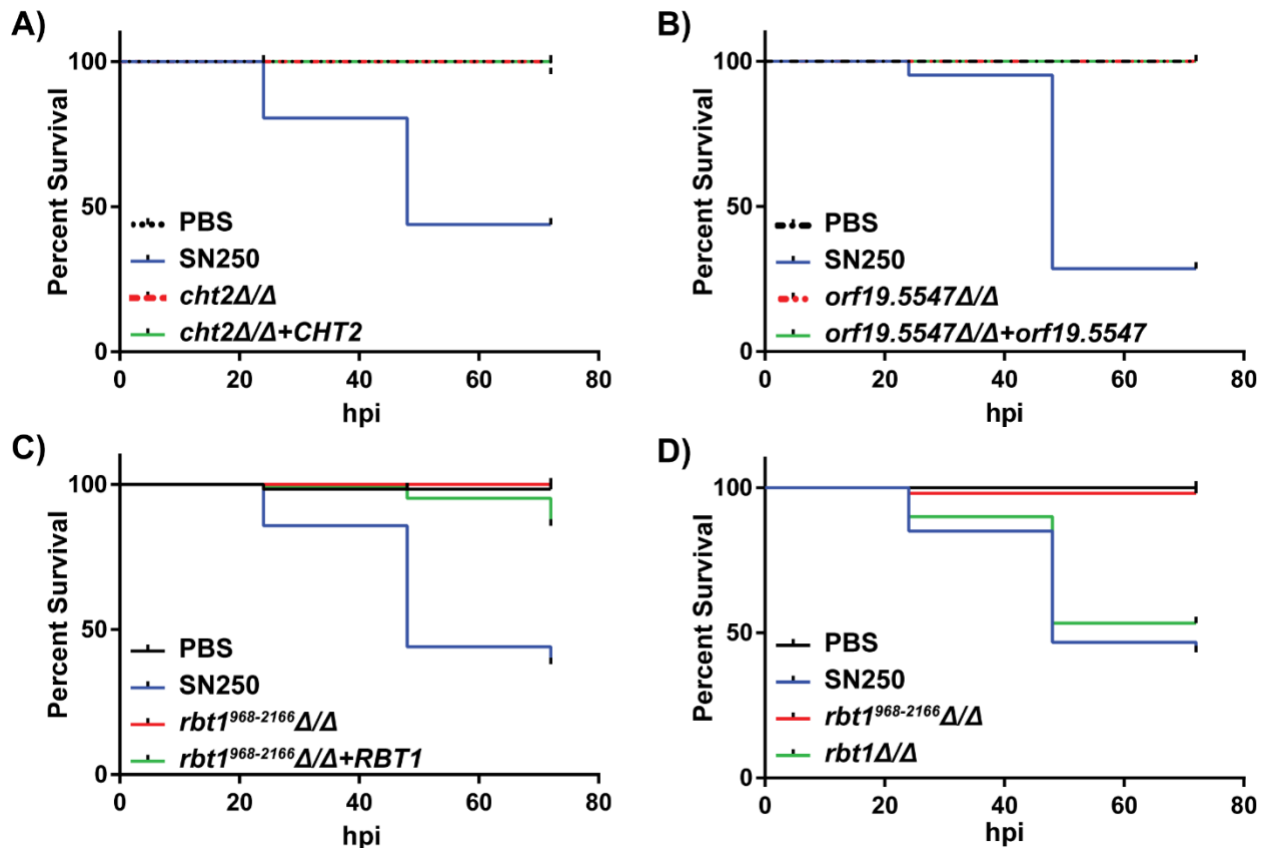 A)
Percent Survival
100
50
0
PBS
SN250
cht2Δ/Δ
cht2Δ/Δ+CHT2
0 20 40 60 80
hpi
B)
Percent Survival
100
50
0
PBS
SN250
orf19.5547Δ/Δ
orf19.5547Δ/Δ+orf19.5547
0 20 40 60 80
hpi
C)
Percent Survival
100
50
0
PBS
SN250
rbt1⁹⁶⁸⁻²¹⁶⁶Δ/Δ
rbt1⁹⁶⁸⁻²¹⁶⁶Δ/Δ+RBT1
0 20 40 60 80
hpi
D)
Percent Survival
100
50
0
PBS
SN250
rbt1⁹⁶⁸⁻²¹⁶⁶Δ/Δ
rbt1Δ/Δ
0 20 40 60 80
hpi